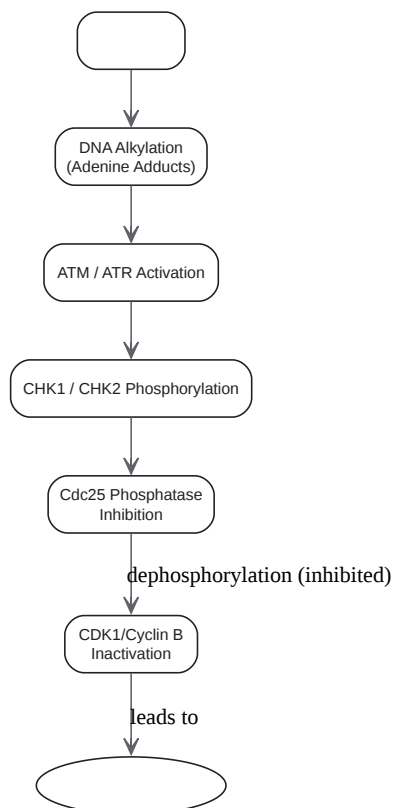 DNA Alkylation
(Adenine Adducts)
ATM / ATR Activation
CHK1 / CHK2 Phosphorylation
Cdc25 Phosphatase
Inhibition
dephosphorylation (inhibited)
CDK1/Cyclin B
Inactivation
leads to